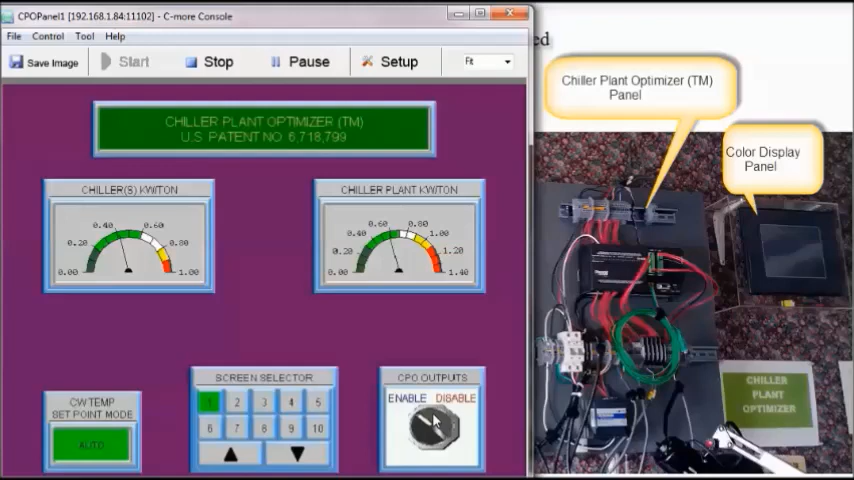 CPOPanel1 [192.168.1.84:11102] - C-more Console
File Control Tool Help
Save Image Start Stop Pause Setup Fit
ed
CHILLER PLANT OPTIMIZER (TM)
U.S PATENT NO 6,718,799
Chiller Plant Optimizer (TM)
Panel
Color Display
Panel
CHILLER(S) KW/TON
0.00 0.20 0.40 0.60 0.80 1.00
CHILLER PLANT KW/TON
0.00 0.20 0.40 0.60 0.80 1.00 1.20 1.40
CW TEMP
SET POINT MODE
AUTO
SCREEN SELECTOR
1 2 3 4 5
6 7 8 9 10
CPO OUTPUTS
ENABLE DISABLE
CHILLER
PLANT
OPTIMIZER